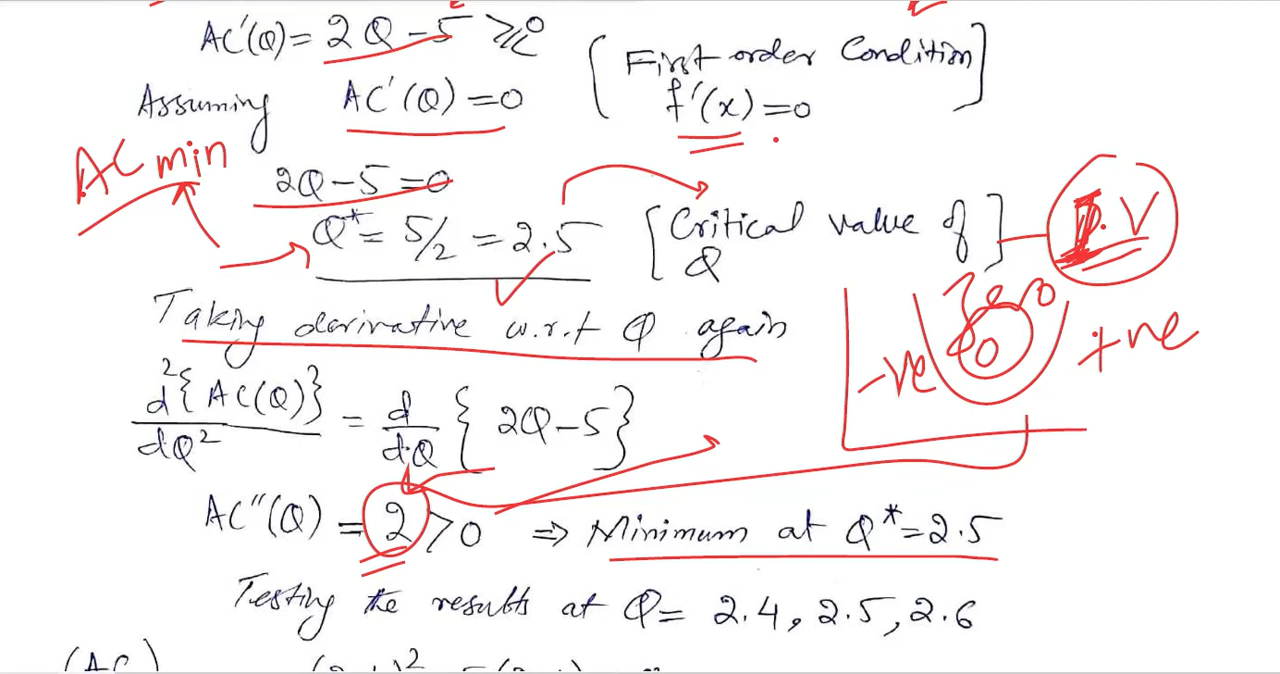 AC'(Q) = 2Q - 5 ⋛ 0 [First order Condition
Assuming AC'(Q) = 0 f'(x) = 0]
AC min
2Q - 5 = 0
Q* = 5/2 = 2.5 [Critical value of Q] I.V
Zero
-ve 0 +ve
Taking derivative w.r.t Q again
d²{AC(Q)}/dQ² = d/dQ {2Q - 5}
AC''(Q) = 2 > 0 ⇒ Minimum at Q* = 2.5
Testing the results at Q = 2.4, 2.5, 2.6
(AC)